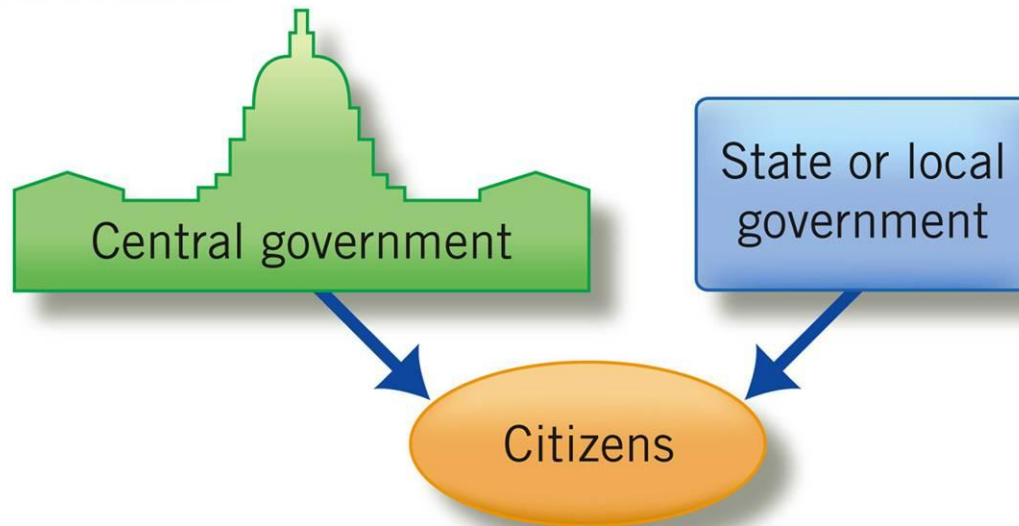 Central government
State or local
government
Citizens